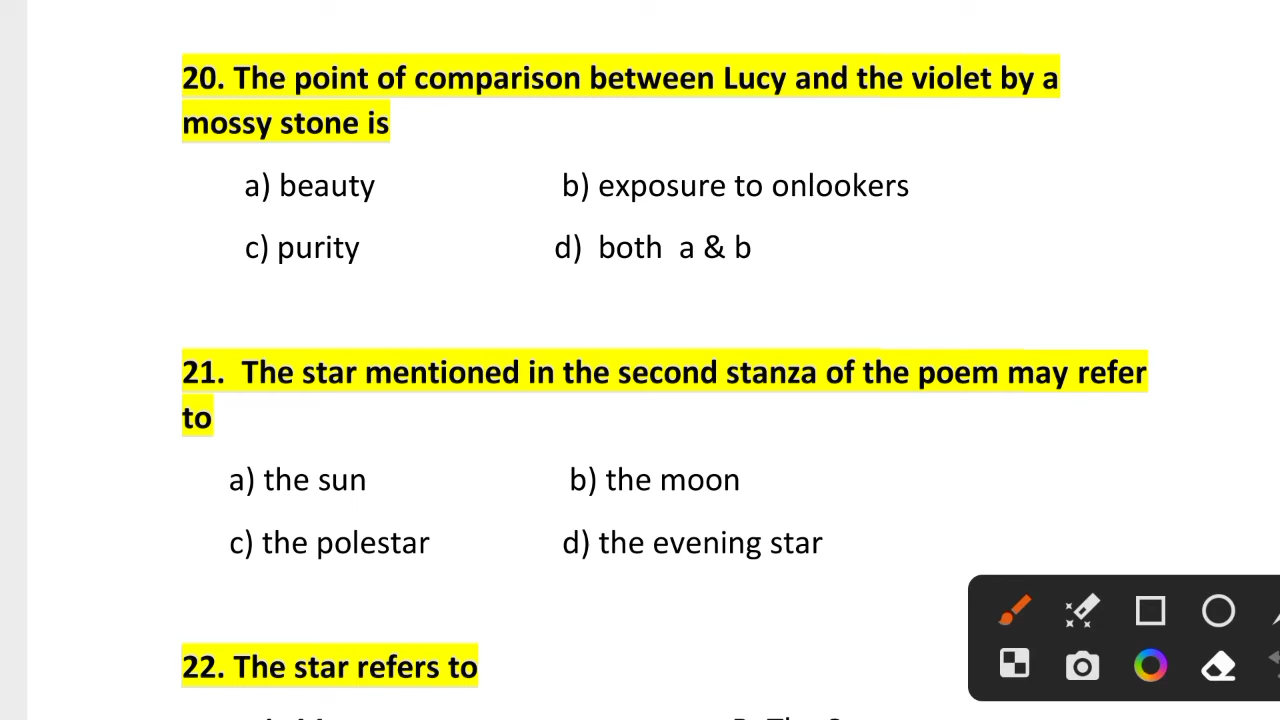 20. The point of comparison between Lucy and the violet by a
mossy stone is
a) beauty b) exposure to onlookers
c) purity d) both a & b
21. The star mentioned in the second stanza of the poem may refer
to
a) the sun b) the moon
c) the polestar d) the evening star
22. The star refers to